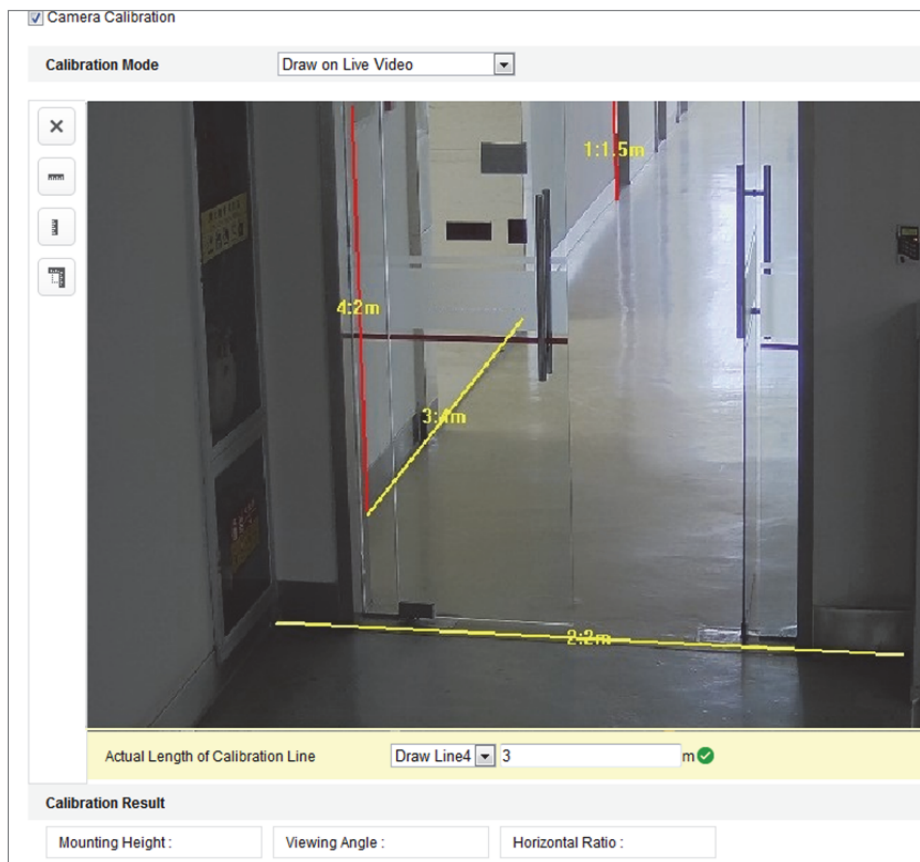 Camera Calibration
Calibration Mode
Draw on Live Video
1:1.5m
4:2m
3:4m
2:2m
Actual Length of Calibration Line
Draw Line4
3
m
Calibration Result
Mounting Height :
Viewing Angle :
Horizontal Ratio :